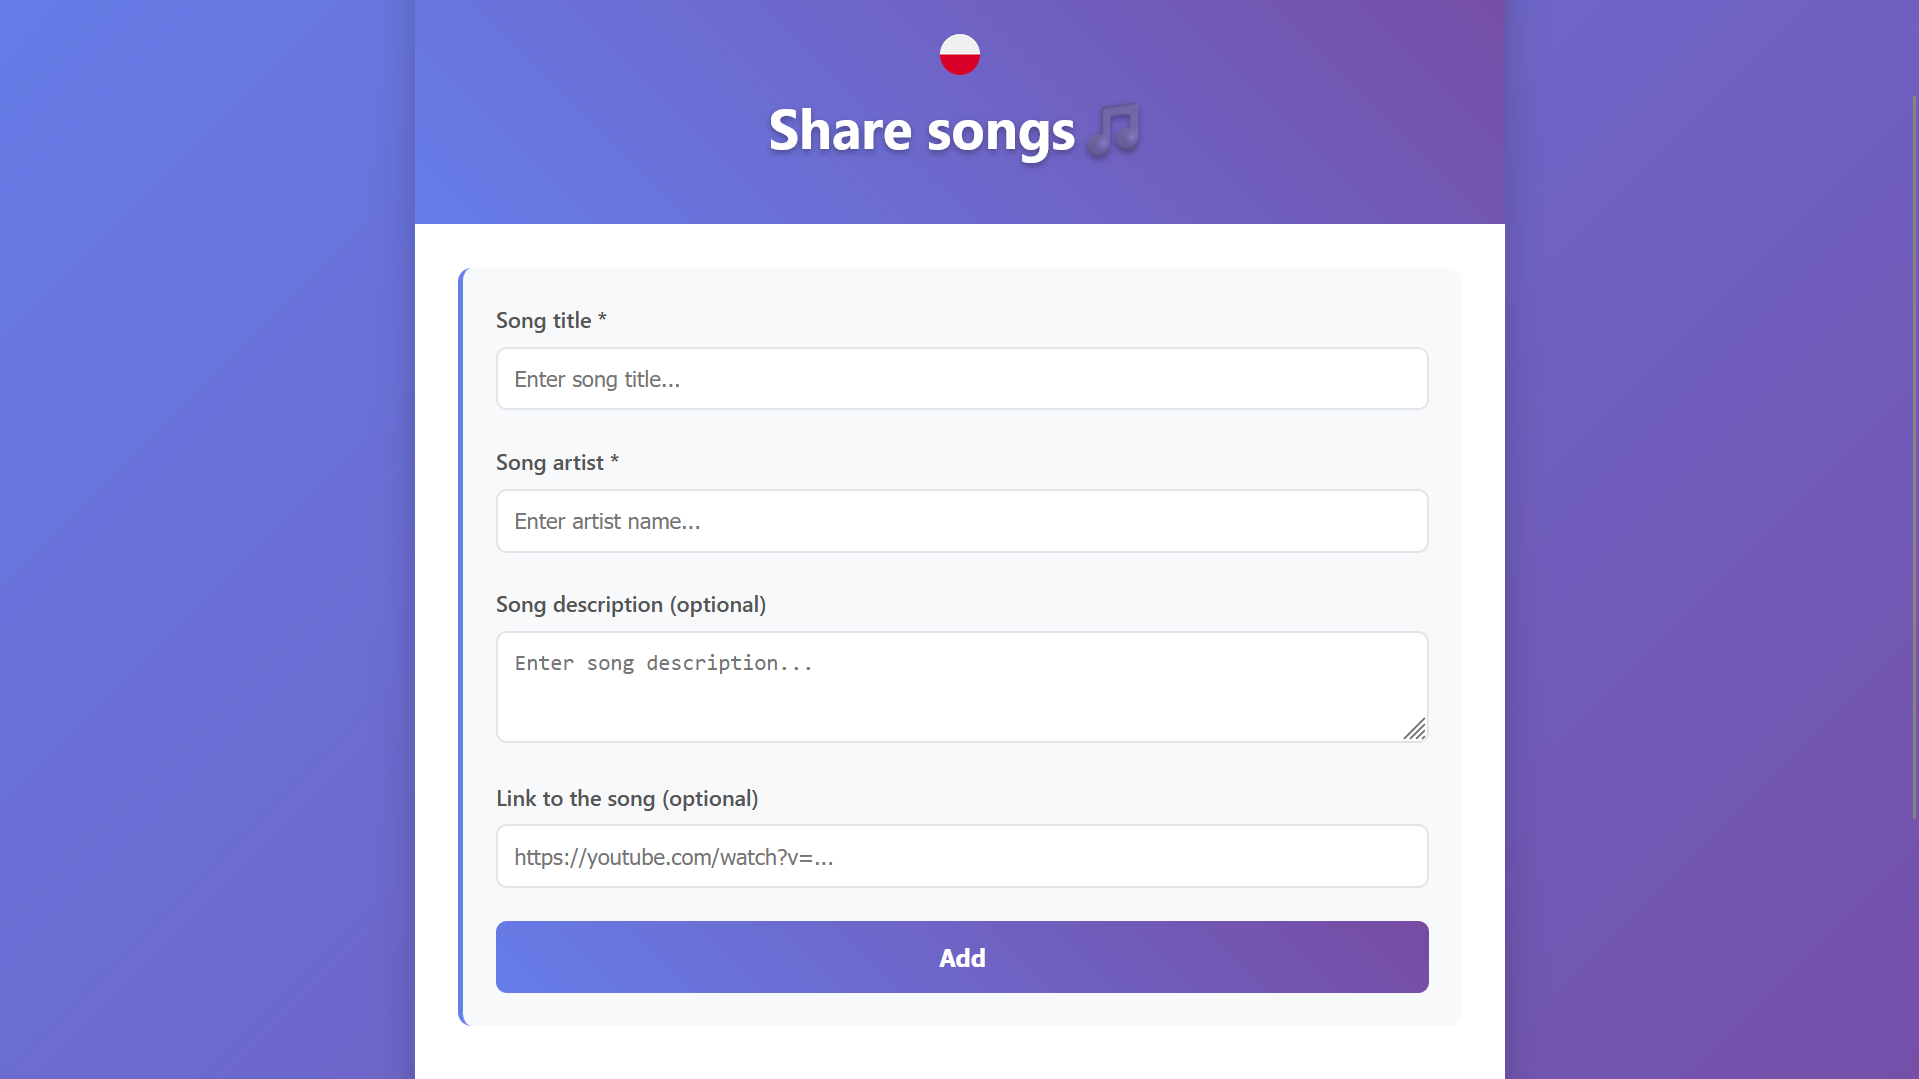 Share songs 🎵
Song title *
Enter song title...
Song artist *
Enter artist name...
Song description (optional)
Enter song description...
Link to the song (optional)
https://youtube.com/watch?v=...
Add